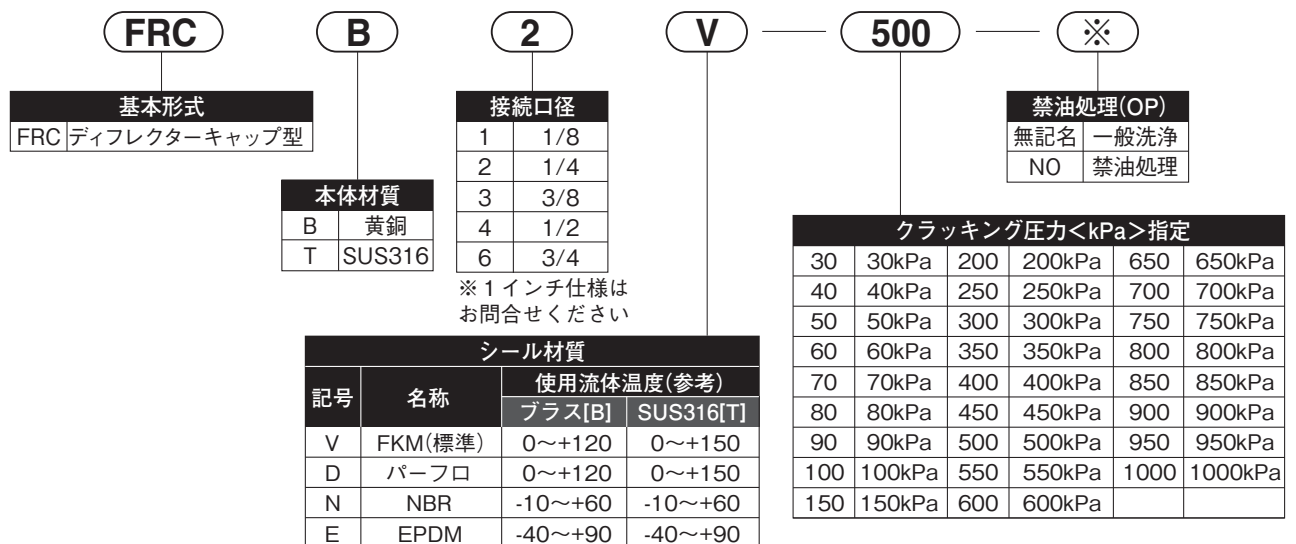 FRC B 2 V 500 ※
基本形式
FRC ディフレクターキャップ型
本体材質
B 黄銅
T SUS316
接続口径
1 1/8
2 1/4
3 3/8
4 1/2
6 3/4
※1インチ仕様は
お問合せください
禁油処理(OP)
無記名 一般洗浄
NO 禁油処理
シール材質
記号 名称 使用流体温度(参考)
ブラス[B] SUS316[T]
V FKM(標準) 0〜+120 0〜+150
D パーフロ 0〜+120 0〜+150
N NBR -10〜+60 -10〜+60
E EPDM -40〜+90 -40〜+90
クラッキング圧力<kPa>指定
30 30kPa 200 200kPa 650 650kPa
40 40kPa 250 250kPa 700 700kPa
50 50kPa 300 300kPa 750 750kPa
60 60kPa 350 350kPa 800 800kPa
70 70kPa 400 400kPa 850 850kPa
80 80kPa 450 450kPa 900 900kPa
90 90kPa 500 500kPa 950 950kPa
100 100kPa 550 550kPa 1000 1000kPa
150 150kPa 600 600kPa